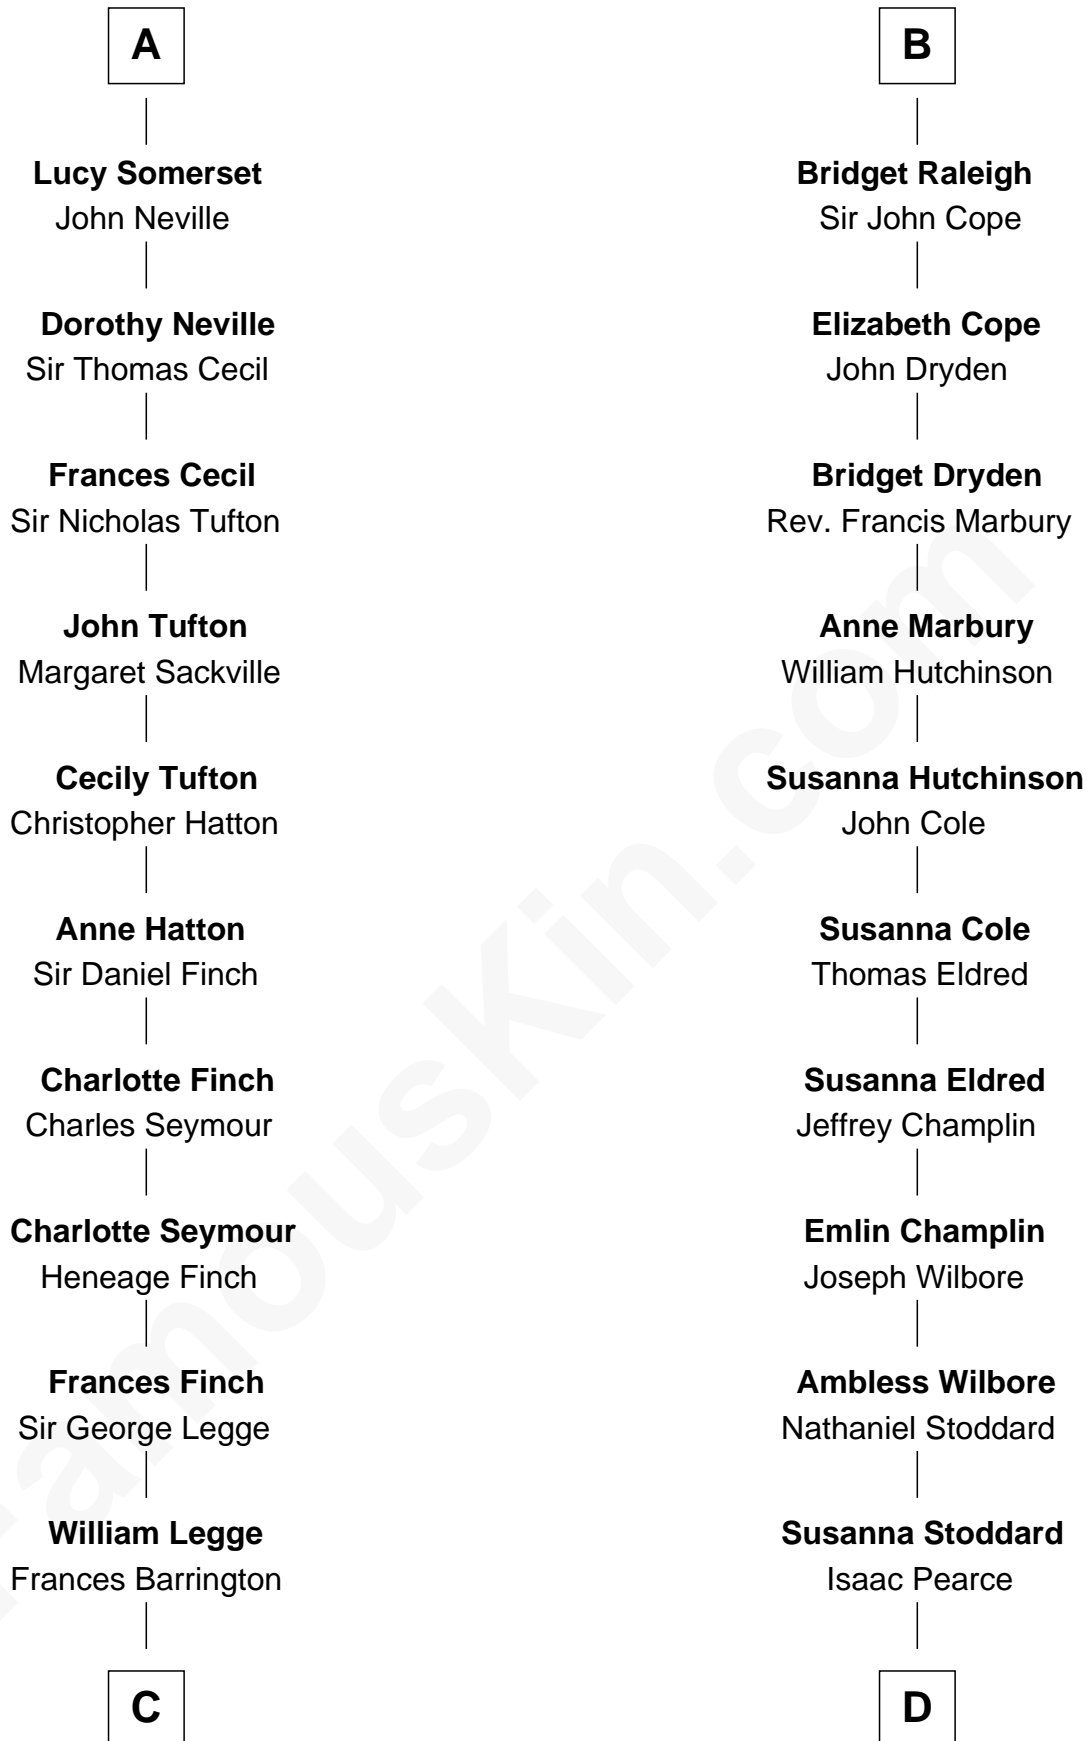 A
Lucy Somerset
John Neville
Dorothy Neville
Sir Thomas Cecil
Frances Cecil
Sir Nicholas Tufton
John Tufton
Margaret Sackville
Cecily Tufton
Christopher Hatton
Anne Hatton
Sir Daniel Finch
Charlotte Finch
Charles Seymour
Charlotte Seymour
Heneage Finch
Frances Finch
Sir George Legge
William Legge
Frances Barrington
C
B
Bridget Raleigh
Sir John Cope
Elizabeth Cope
John Dryden
Bridget Dryden
Rev. Francis Marbury
Anne Marbury
William Hutchinson
Susanna Hutchinson
John Cole
Susanna Cole
Thomas Eldred
Susanna Eldred
Jeffrey Champlin
Emlin Champlin
Joseph Wilbore
Ambless Wilbore
Nathaniel Stoddard
Susanna Stoddard
Isaac Pearce
D
FamousKin.com